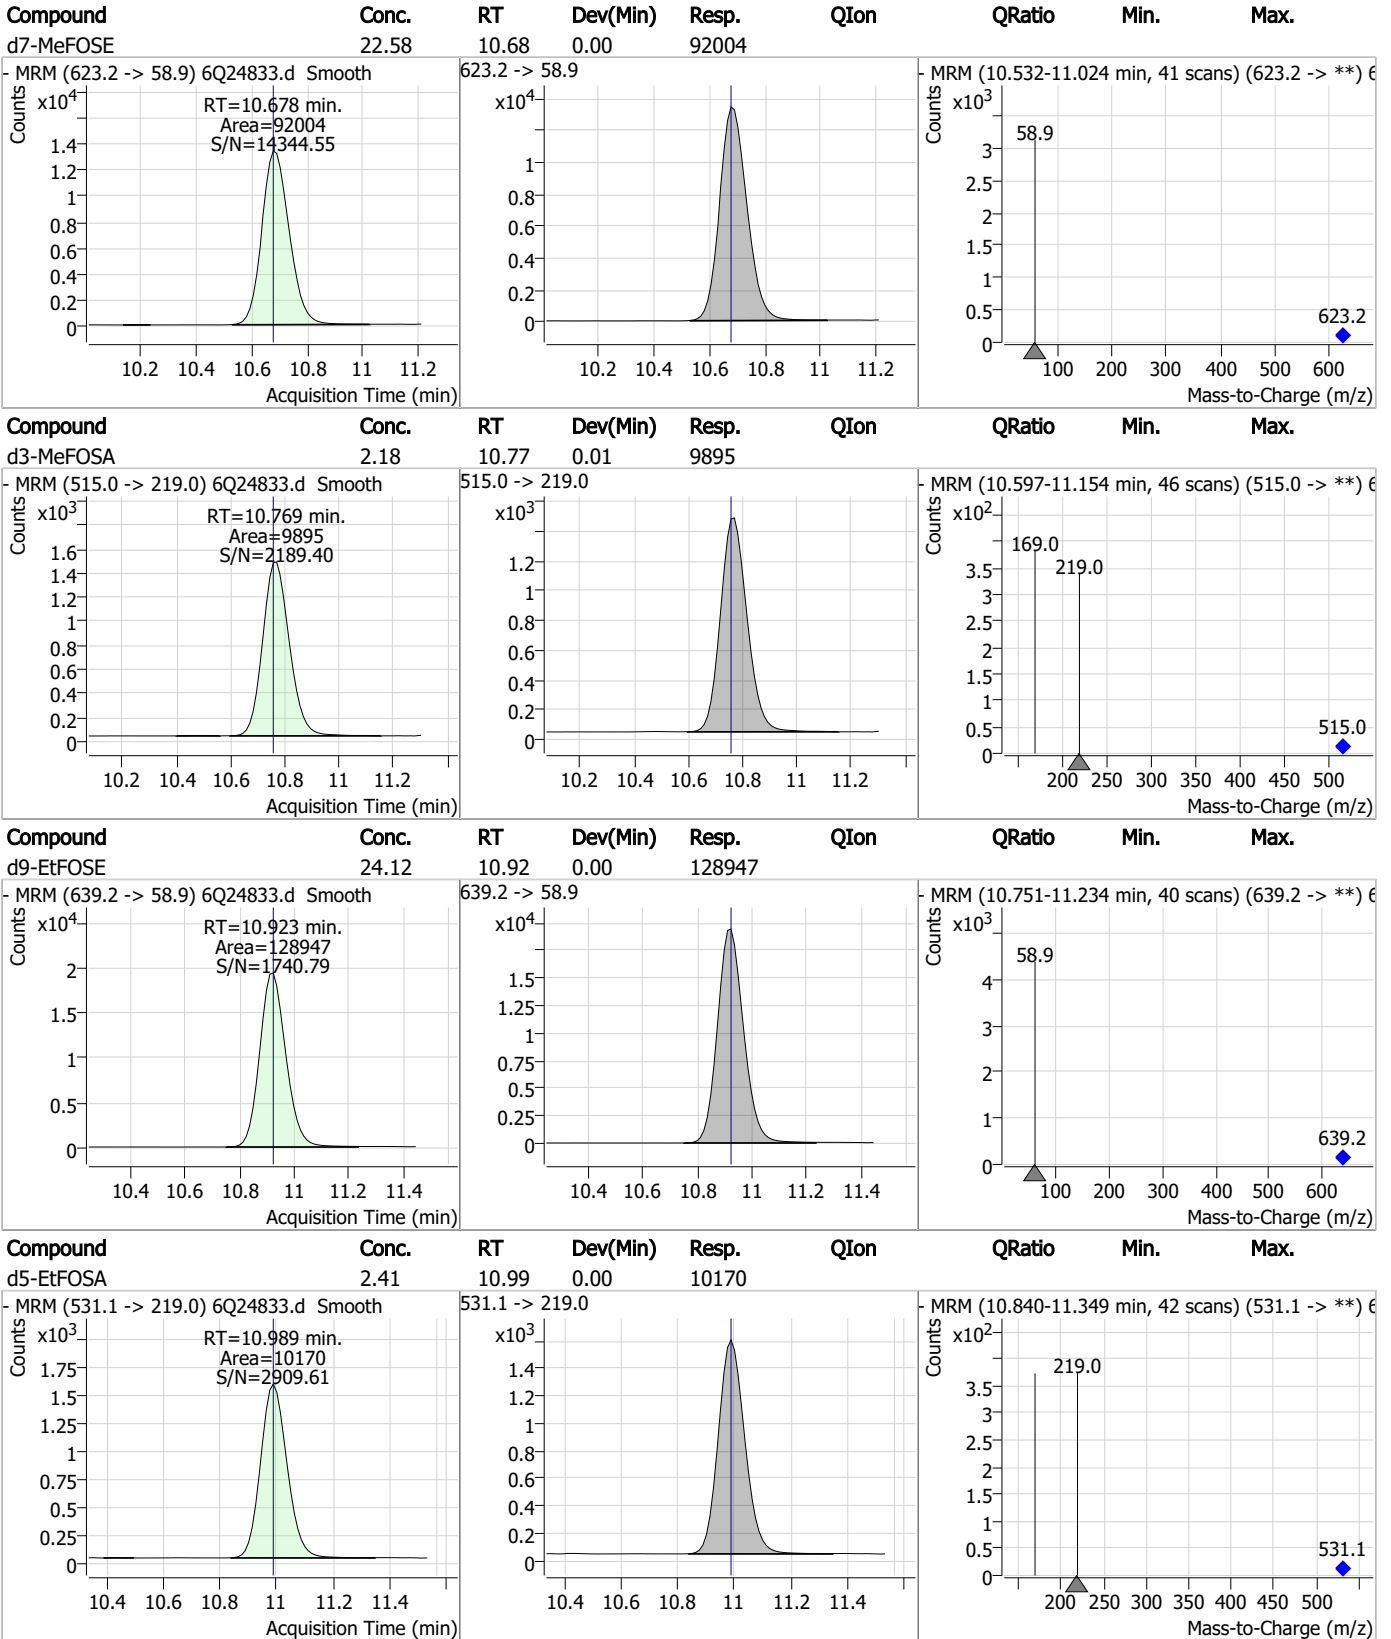 Compound Conc. RT Dev(Min) Resp. QIon QRatio Min. Max.
d7-MeFOSE 22.58 10.68 0.00 92004
- MRM (623.2 -> 58.9) 6Q24833.d Smooth 623.2 -> 58.9 - MRM (10.532-11.024 min, 41 scans) (623.2 -> **) 6
Counts x10^4 x10^4 Counts x10^3
RT=10.678 min.
Area=92004
S/N=14344.55
1.4 1.2 1 0.8 0.6 0.4 0.2 0
1 0.8 0.6 0.4 0.2 0
58.9
3 2.5 2 1.5 1 0.5 0
623.2
10.2 10.4 10.6 10.8 11 11.2
10.2 10.4 10.6 10.8 11 11.2
100 200 300 400 500 600
Acquisition Time (min) Mass-to-Charge (m/z)
Compound Conc. RT Dev(Min) Resp. QIon QRatio Min. Max.
d3-MeFOSA 2.18 10.77 0.01 9895
- MRM (515.0 -> 219.0) 6Q24833.d Smooth 515.0 -> 219.0 - MRM (10.597-11.154 min, 46 scans) (515.0 -> **) 6
Counts x10^3 x10^3 Counts x10^2
RT=10.769 min.
Area=9895
S/N=2189.40
1.6 1.4 1.2 1 0.8 0.6 0.4 0.2 0
1.2 1 0.8 0.6 0.4 0.2 0
169.0
219.0
3.5 3 2.5 2 1.5 1 0.5 0
515.0
10.2 10.4 10.6 10.8 11 11.2
10.2 10.4 10.6 10.8 11 11.2
200 250 300 350 400 450 500
Acquisition Time (min) Mass-to-Charge (m/z)
Compound Conc. RT Dev(Min) Resp. QIon QRatio Min. Max.
d9-EtFOSE 24.12 10.92 0.00 128947
- MRM (639.2 -> 58.9) 6Q24833.d Smooth 639.2 -> 58.9 - MRM (10.751-11.234 min, 40 scans) (639.2 -> **) 6
Counts x10^4 x10^4 Counts x10^3
RT=10.923 min.
Area=128947
S/N=1740.79
2 1.5 1 0.5 0
1.5 1.25 1 0.75 0.5 0.25 0
58.9
4 3 2 1 0
639.2
10.4 10.6 10.8 11 11.2 11.4
10.4 10.6 10.8 11 11.2 11.4
100 200 300 400 500 600
Acquisition Time (min) Mass-to-Charge (m/z)
Compound Conc. RT Dev(Min) Resp. QIon QRatio Min. Max.
d5-EtFOSA 2.41 10.99 0.00 10170
- MRM (531.1 -> 219.0) 6Q24833.d Smooth 531.1 -> 219.0 - MRM (10.840-11.349 min, 42 scans) (531.1 -> **) 6
Counts x10^3 x10^3 Counts x10^2
RT=10.989 min.
Area=10170
S/N=2909.61
1.75 1.5 1.25 1 0.75 0.5 0.25 0
1.4 1.2 1 0.8 0.6 0.4 0.2 0
219.0
3.5 3 2.5 2 1.5 1 0.5 0
531.1
10.4 10.6 10.8 11 11.2 11.4
10.4 10.6 10.8 11 11.2 11.4
200 250 300 350 400 450 500
Acquisition Time (min) Mass-to-Charge (m/z)